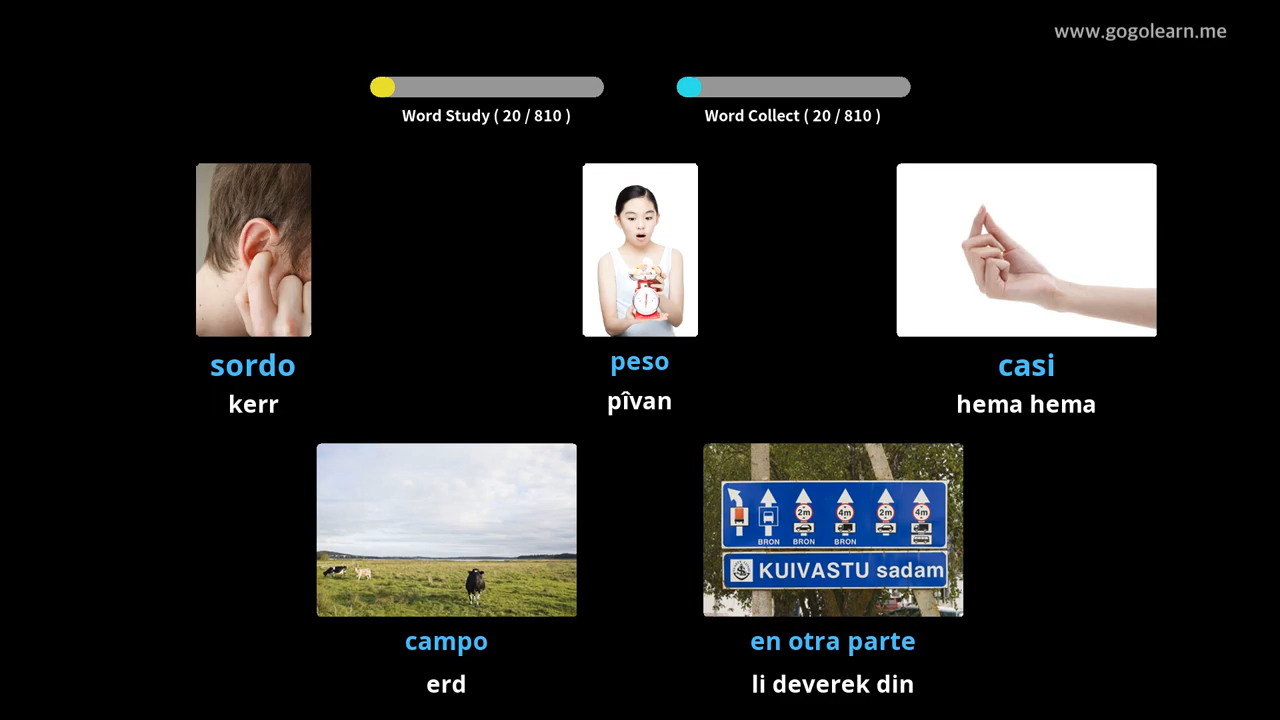 www.gogolearn.me
Word Study ( 20 / 810 )
Word Collect ( 20 / 810 )
sordo
kerr
peso
pîvan
casi
hema hema
2m
4m
2m
4m
BRON
BRON
BRON
KUIVASTU sadam
campo
erd
en otra parte
li deverek din